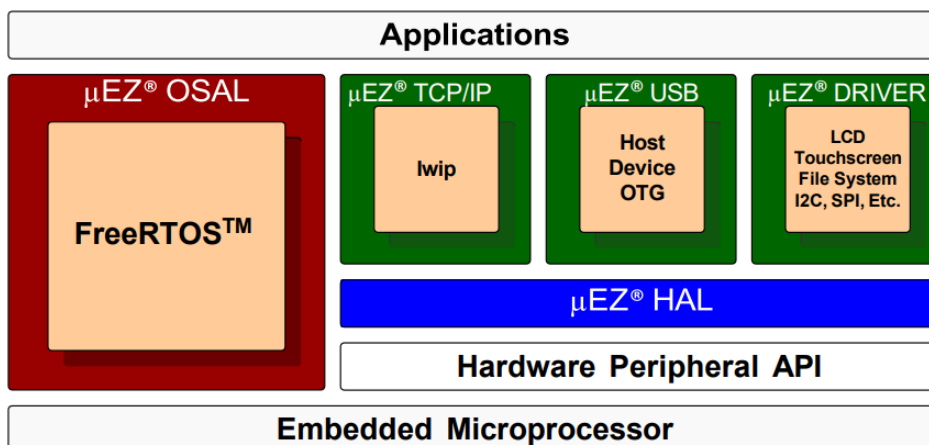 Applications
μEZ® OSAL
FreeRTOS™
μEZ® TCP/IP
lwip
μEZ® USB
Host
Device
OTG
μEZ® DRIVER
LCD
Touchscreen
File System
I2C, SPI, Etc.
μEZ® HAL
Hardware Peripheral API
Embedded Microprocessor